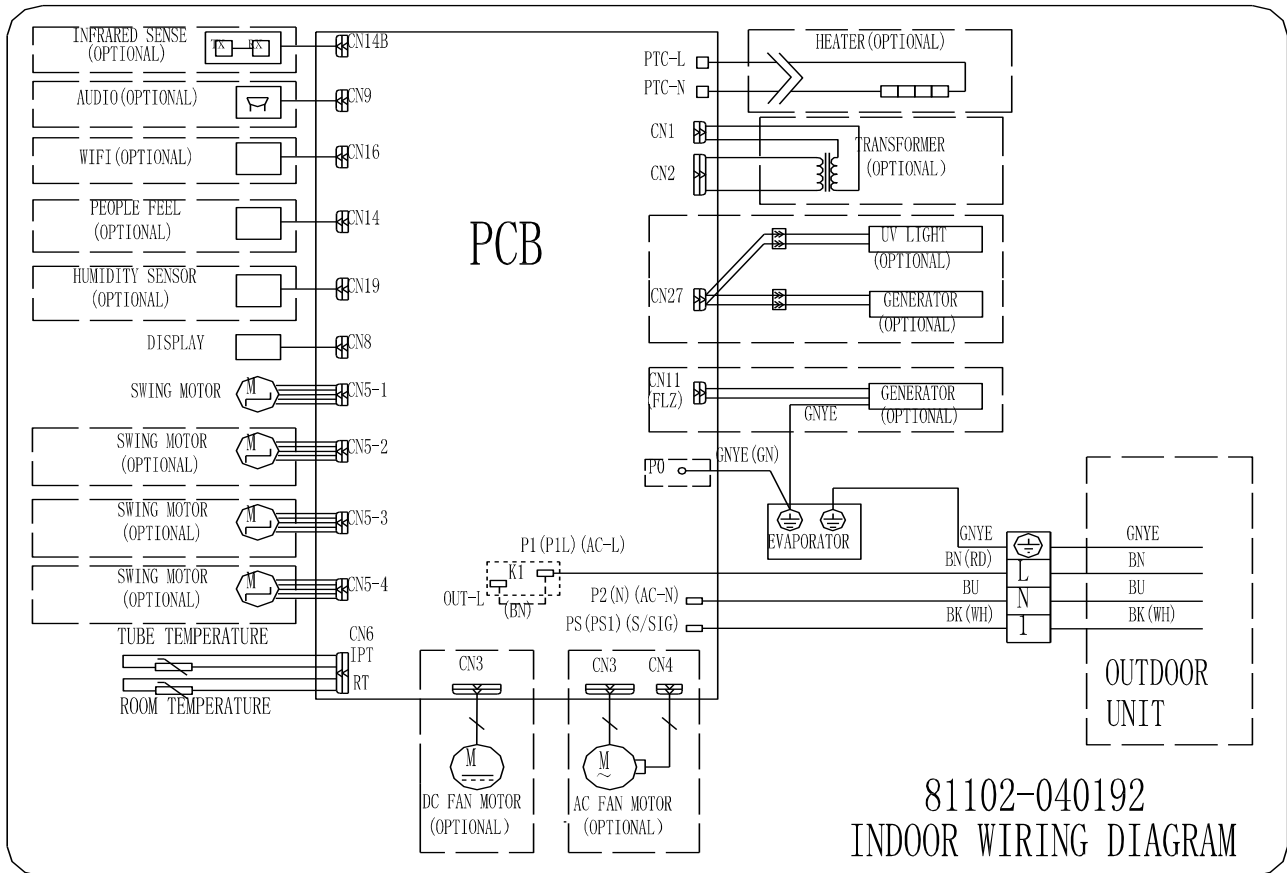 INFRARED SENSE
(OPTIONAL)
TX
RX
CN14B
AUDIO(OPTIONAL)
CN9
WIFI(OPTIONAL)
CN16
PEOPLE FEEL
(OPTIONAL)
CN14
HUMIDITY SENSOR
(OPTIONAL)
CN19
DISPLAY
CN8
SWING MOTOR
M
CN5-1
SWING MOTOR
(OPTIONAL)
M
CN5-2
SWING MOTOR
(OPTIONAL)
M
CN5-3
SWING MOTOR
(OPTIONAL)
M
CN5-4
TUBE TEMPERATURE
CN6
IPT
RT
ROOM TEMPERATURE
PCB
PTC-L
PTC-N
HEATER(OPTIONAL)
CN1
CN2
TRANSFORMER
(OPTIONAL)
CN27
UV LIGHT
(OPTIONAL)
GENERATOR
(OPTIONAL)
CN11
(FLZ)
GENERATOR
(OPTIONAL)
GNYE
P0
GNYE(GN)
EVAPORATOR
P1(P1L)(AC-L)
K1
OUT-L
(BN)
P2(N)(AC-N)
PS(PS1)(S/SIG)
GNYE
BN(RD)
BU
BK(WH)
L
N
1
GNYE
BN
BU
BK(WH)
OUTDOOR
UNIT
CN3
M
DC FAN MOTOR
(OPTIONAL)
CN3
CN4
M
~
AC FAN MOTOR
(OPTIONAL)
81102-040192
INDOOR WIRING DIAGRAM